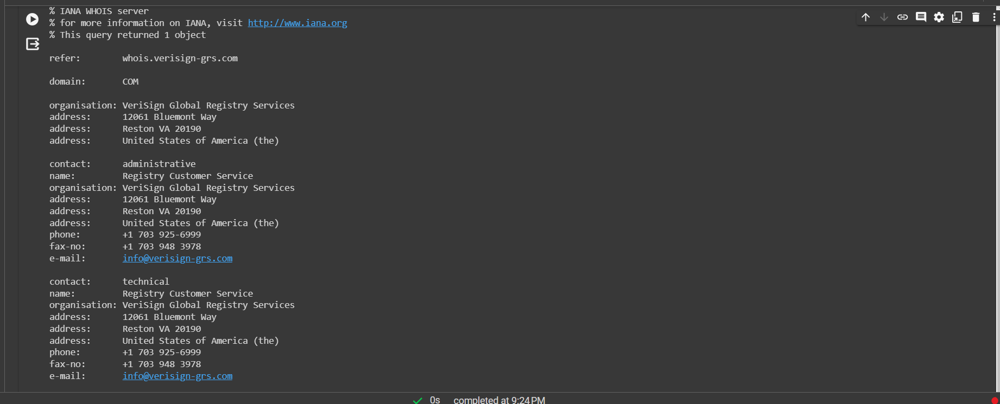 % IANA WHOIS server
% for more information on IANA, visit http://www.iana.org
% This query returned 1 object
refer: whois.verisign-grs.com
domain: COM
organisation: VeriSign Global Registry Services
address: 12061 Bluemont Way
address: Reston VA 20190
address: United States of America (the)
contact: administrative
name: Registry Customer Service
organisation: VeriSign Global Registry Services
address: 12061 Bluemont Way
address: Reston VA 20190
address: United States of America (the)
phone: +1 703 925-6999
fax-no: +1 703 948 3978
e-mail: info@verisign-grs.com
contact: technical
name: Registry Customer Service
organisation: VeriSign Global Registry Services
address: 12061 Bluemont Way
address: Reston VA 20190
address: United States of America (the)
phone: +1 703 925-6999
fax-no: +1 703 948 3978
e-mail: info@verisign-grs.com
0s completed at 9:24 PM